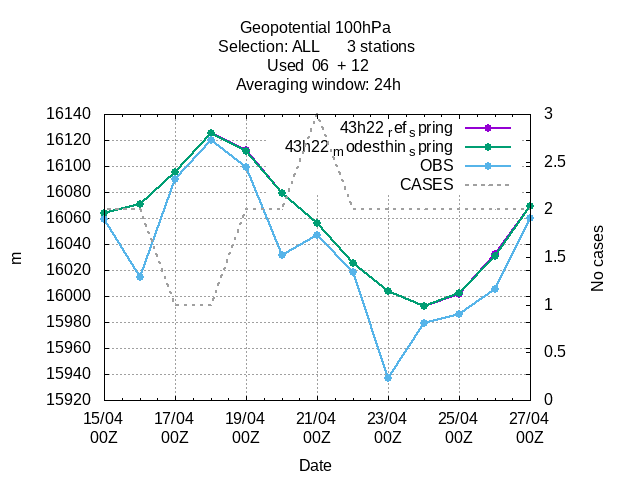 Geopotential 100hPa
Selection: ALL 3 stations
Used 06 + 12
Averaging window: 24h
16140
16120
16100
16080
16060
16040
16020
16000
15980
15960
15940
15920
m
43h22refspring
43h22modesthinspring
OBS
CASES
3
2.5
2
1.5
1
0.5
0
No cases
15/04 17/04 19/04 21/04 23/04 25/04 27/04
00Z 00Z 00Z 00Z 00Z 00Z 00Z
Date